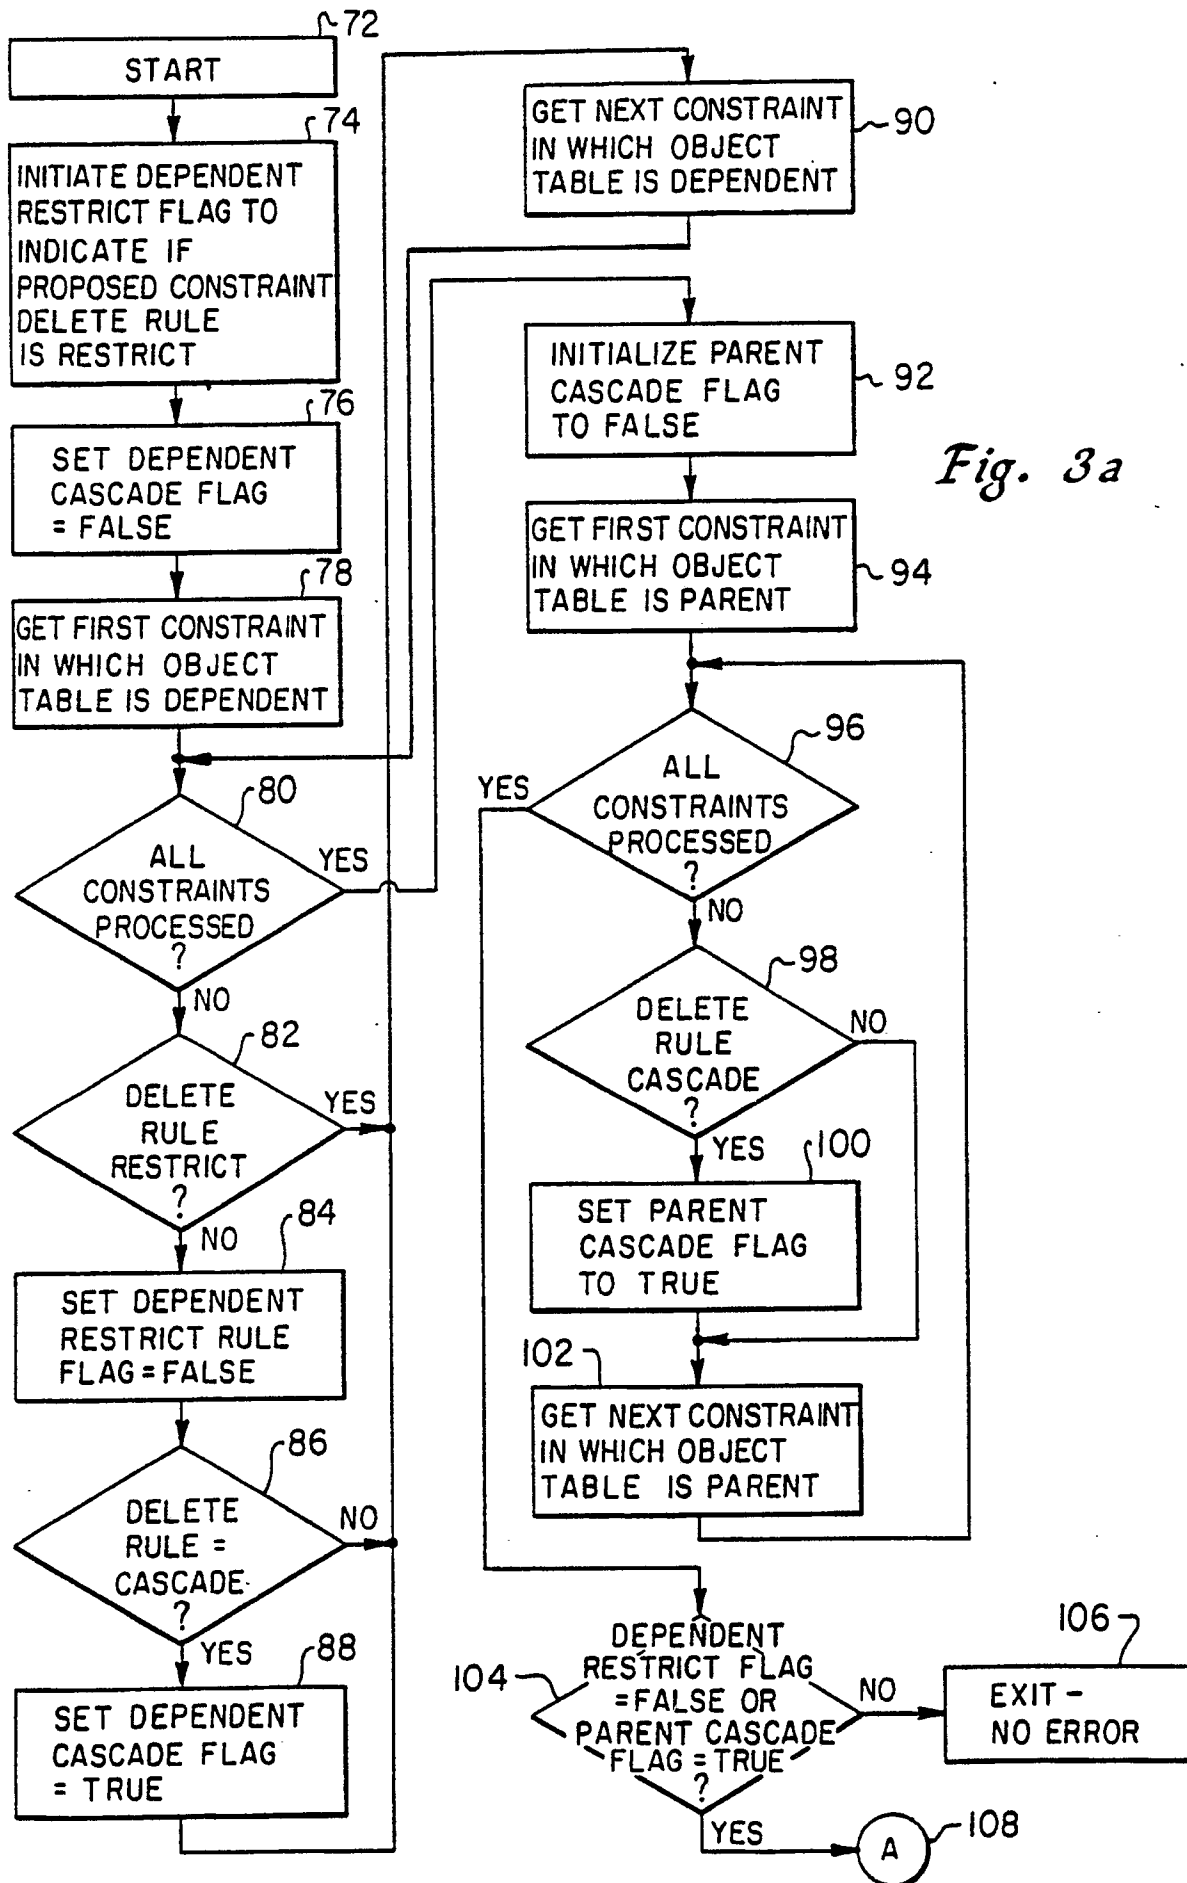 72
START
74
INITIATE DEPENDENT
RESTRICT FLAG TO
INDICATE IF
PROPOSED CONSTRAINT
DELETE RULE
IS RESTRICT
76
SET DEPENDENT
CASCADE FLAG
= FALSE
78
GET FIRST CONSTRAINT
IN WHICH OBJECT
TABLE IS DEPENDENT
80
ALL
CONSTRAINTS
PROCESSED
?
YES
NO
82
DELETE
RULE
RESTRICT
?
YES
NO
84
SET DEPENDENT
RESTRICT RULE
FLAG = FALSE
86
DELETE
RULE =
CASCADE
?
NO
YES
88
SET DEPENDENT
CASCADE FLAG
= TRUE
GET NEXT CONSTRAINT
IN WHICH OBJECT
TABLE IS DEPENDENT
90
INITIALIZE PARENT
CASCADE FLAG
TO FALSE
92
Fig. 3a
GET FIRST CONSTRAINT
IN WHICH OBJECT
TABLE IS PARENT
94
96
YES
ALL
CONSTRAINTS
PROCESSED
?
NO
98
DELETE
RULE
CASCADE
?
NO
YES
100
SET PARENT
CASCADE FLAG
TO TRUE
102
GET NEXT CONSTRAINT
IN WHICH OBJECT
TABLE IS PARENT
104
DEPENDENT
RESTRICT FLAG
=FALSE OR
PARENT CASCADE
FLAG = TRUE
?
NO
106
EXIT –
NO ERROR
YES
A
108